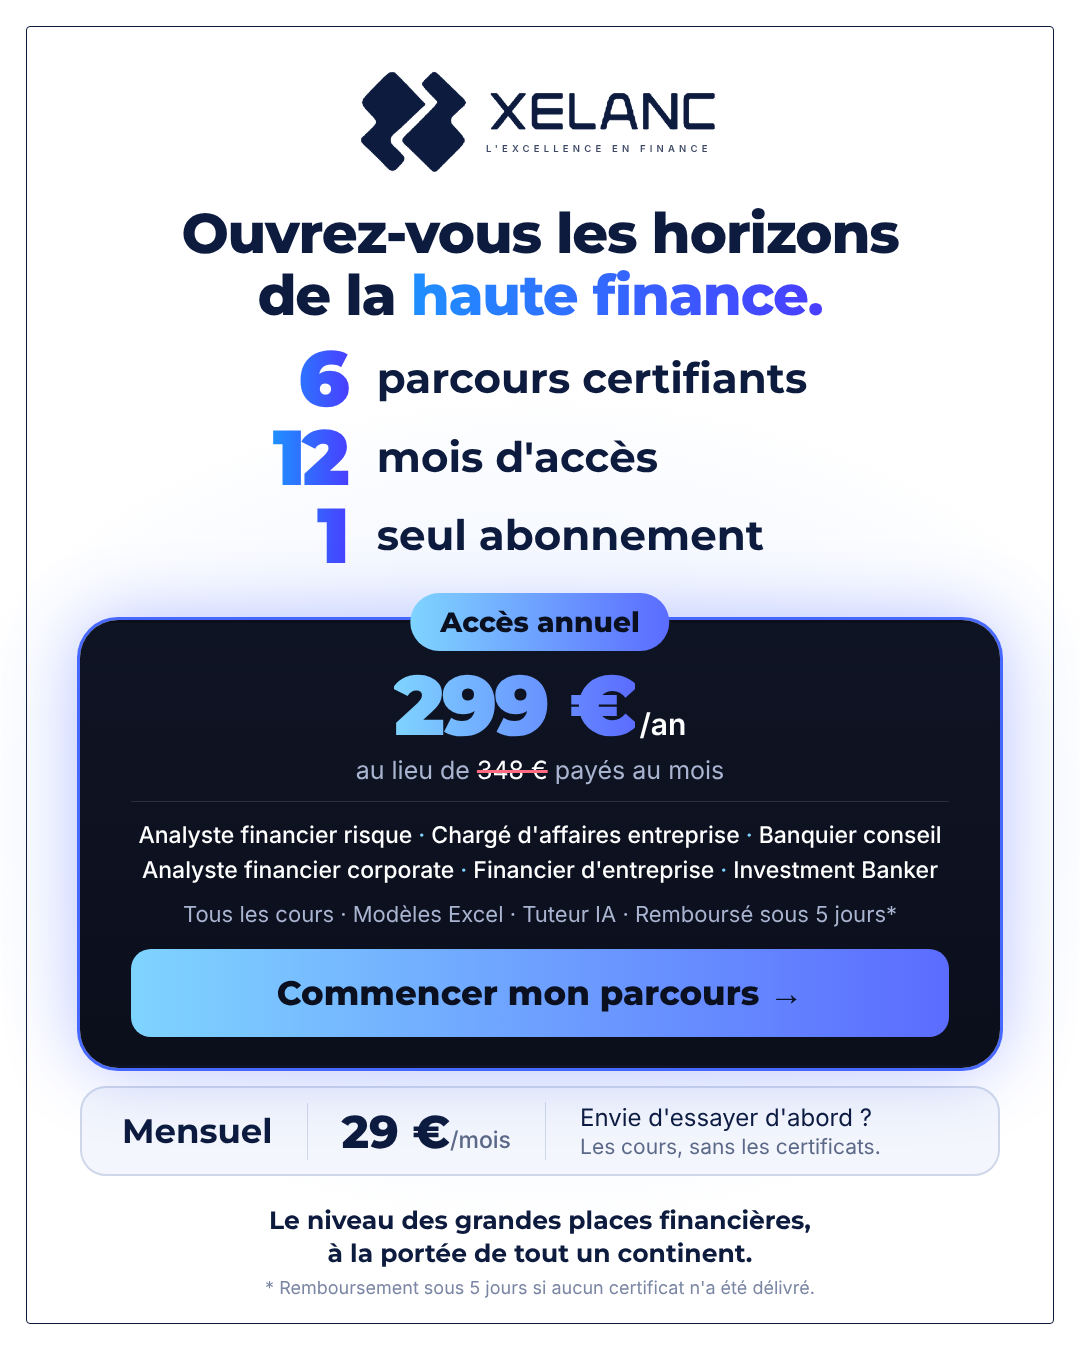 XELANC
L'EXCELLENCE EN FINANCE
Ouvrez-vous les horizons
de la haute finance.
6 parcours certifiants
12 mois d'accès
1 seul abonnement
Accès annuel
299 €/an
au lieu de 348 € payés au mois
Analyste financier risque · Chargé d'affaires entreprise · Banquier conseil
Analyste financier corporate · Financier d'entreprise · Investment Banker
Tous les cours · Modèles Excel · Tuteur IA · Remboursé sous 5 jours*
Commencer mon parcours →
Mensuel
29 €/mois
Envie d'essayer d'abord ?
Les cours, sans les certificats.
Le niveau des grandes places financières,
à la portée de tout un continent.
* Remboursement sous 5 jours si aucun certificat n'a été délivré.